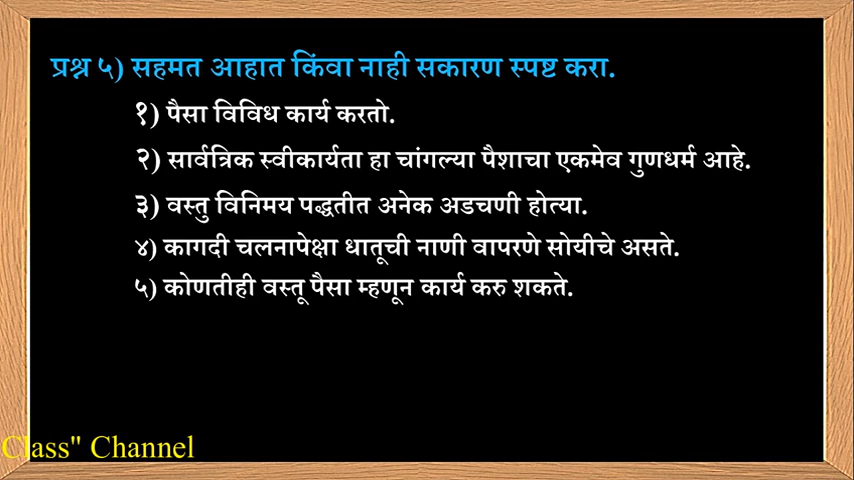 प्रश्न ५) सहमत आहात किंवा नाही सकारण स्पष्ट करा.
१) पैसा विविध कार्य करतो.
२) सार्वत्रिक स्वीकार्यता हा चांगल्या पैशाचा एकमेव गुणधर्म आहे.
३) वस्तु विनिमय पद्धतीत अनेक अडचणी होत्या.
४) कागदी चलनापेक्षा धातूची नाणी वापरणे सोयीचे असते.
५) कोणतीही वस्तू पैसा म्हणून कार्य करु शकते.
Class" Channel